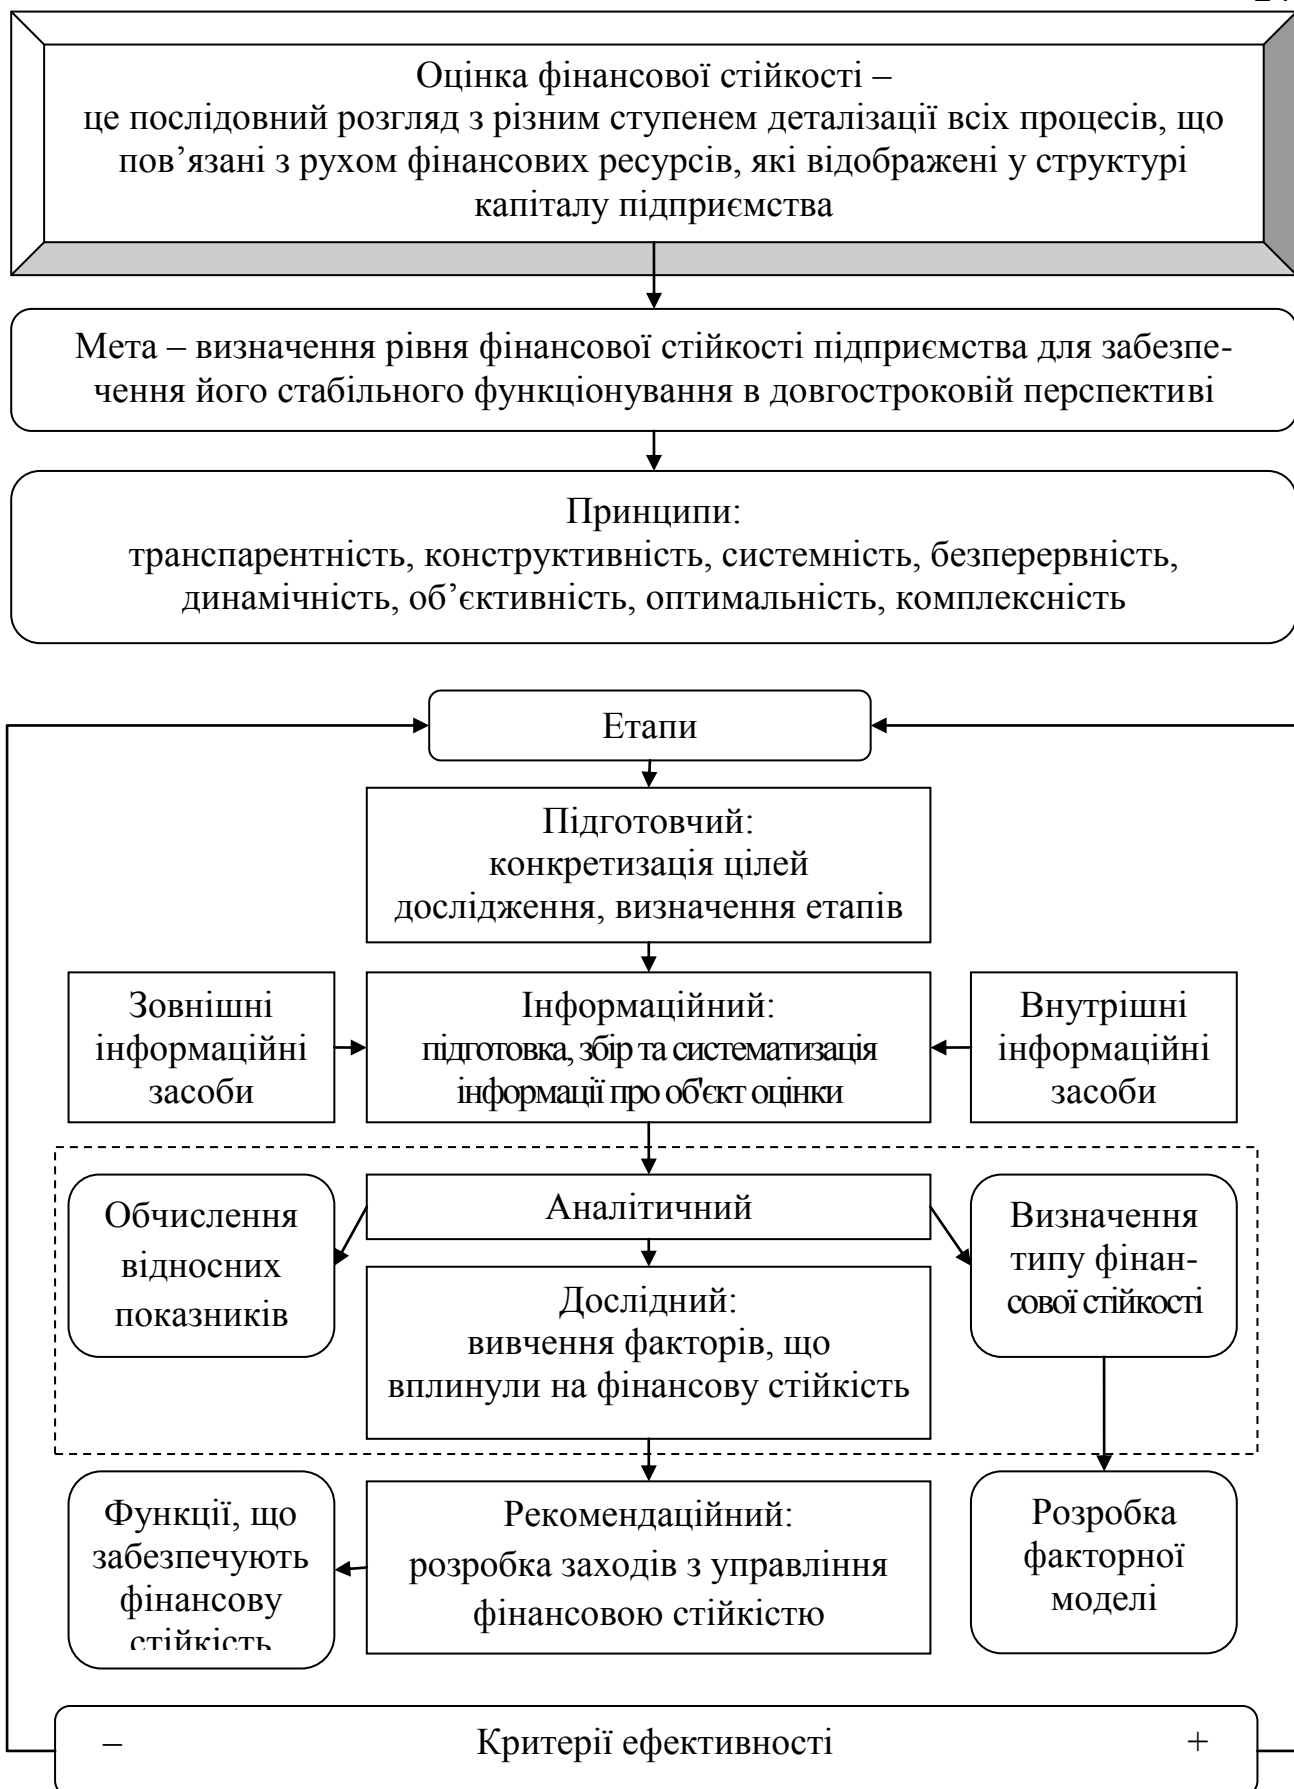 Оцінка фінансової стійкості –
це послідовний розгляд з різним ступенем деталізації всіх процесів, що
пов’язані з рухом фінансових ресурсів, які відображені у структурі
капіталу підприємства
Мета – визначення рівня фінансової стійкості підприємства для забезпе-
чення його стабільного функціонування в довгостроковій перспективі
Принципи:
транспарентність, конструктивність, системність, безперервність,
динамічність, об’єктивність, оптимальність, комплексність
Етапи
Підготовчий:
конкретизація цілей
дослідження, визначення етапів
Зовнішні
інформаційні
засоби
Інформаційний:
підготовка, збір та систематизація
інформації про об'єкт оцінки
Внутрішні
інформаційні
засоби
Обчислення
відносних
показників
Аналітичний
Визначення
типу фінан-
сової стійкості
Дослідний:
вивчення факторів, що
вплинули на фінансову стійкість
Функції, що
забезпечують
фінансову
стійкість
Рекомендаційний:
розробка заходів з управління
фінансовою стійкістю
Розробка
факторної
моделі
– Критерії ефективності +